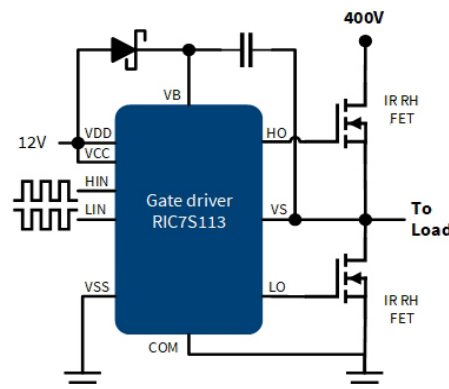 400V
VB
IR RH
FET
12V
VDD
VCC
HO
HIN
LIN
Gate driver
RIC7S113
VS
To
Load
VSS
LO
IR RH
FET
COM